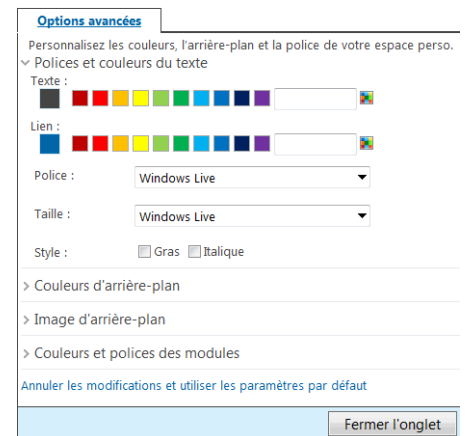 Options avancées
Personnalisez les couleurs, l'arrière-plan et la police de votre espace perso.
Polices et couleurs du texte
Texte :
Lien :
Police : Windows Live
Taille : Windows Live
Style : Gras Italique
Couleurs d'arrière-plan
Image d'arrière-plan
Couleurs et polices des modules
Annuler les modifications et utiliser les paramètres par défaut
Fermer l'onglet